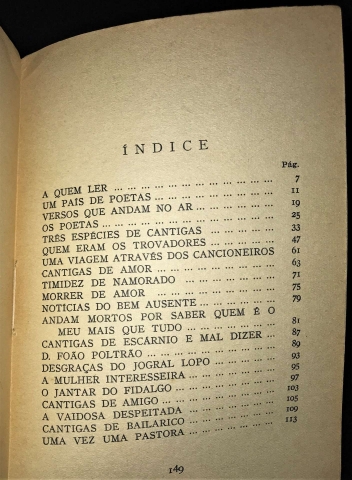 ÍNDICE
Pág.
A QUEM LER ... ... ... ... ... ... ... ... ... ... ... 7
UM PAIS DE POETAS ... ... ... ... ... ... ... ... 11
VERSOS QUE ANDAM NO AR ... ... ... ... ... ... 19
OS POETAS ... ... ... ... ... ... ... ... ... ... ... 25
TRÊS ESPÉCIES DE CANTIGAS ... ... ... ... ... 33
QUEM ERAM OS TROVADORES ... ... ... ... ... 47
UMA VIAGEM ATRAVÉS DOS CANCIONEIROS 61
CANTIGAS DE AMOR ... ... ... ... ... ... ... ... 63
TIMIDEZ DE NAMORADO ... ... ... ... ... ... ... 71
MORRER DE AMOR ... ... ... ... ... ... ... ... 75
NOTÍCIAS DO BEM AUSENTE ... ... ... ... ... ... 79
ANDAM MORTOS POR SABER QUEM É O
MEU MAIS QUE TUDO ... ... ... ... ... ... 81
CANTIGAS DE ESCÁRNIO E MAL DIZER ... ... 87
D. FOÃO POLTRÃO ... ... ... ... ... ... ... ... 89
DESGRAÇAS DO JOGRAL LOPO ... ... ... ... ... 93
A MULHER INTERESSEIRA ... ... ... ... ... ... 95
O JANTAR DO FIDALGO ... ... ... ... ... ... ... 97
CANTIGAS DE AMIGO ... ... ... ... ... ... ... 103
A VAIDOSA DESPEITADA ... ... ... ... ... ... 105
CANTIGAS DE BAILARICO ... ... ... ... ... ... 109
UMA VEZ UMA PASTORA ... ... ... ... ... ... 113
149